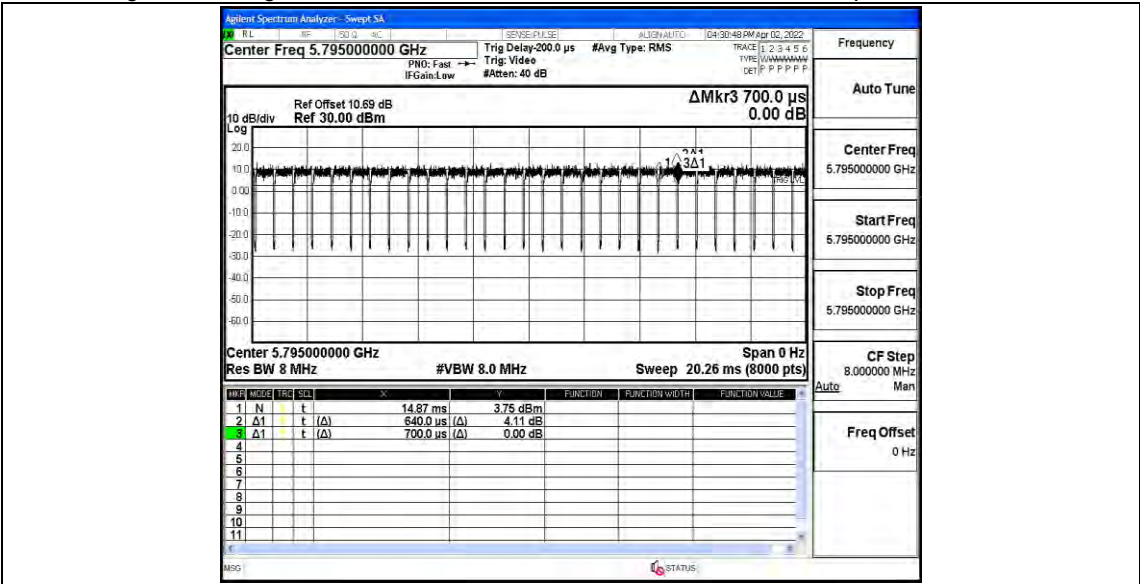 Agilent Spectrum Analyzer - Swept SA
RL RF 50 Ω AC SENSE:PULSE ALIGN AUTO 04:30:48 PM Apr 02, 2022
Center Freq 5.795000000 GHz Trig Delay-200.0 µs #Avg Type: RMS TRACE 1 2 3 4 5 6
PNO: Fast Trig: Video TYPE WWWWWW
IFGain:Low #Atten: 40 dB DET P P P P P P
ΔMkr3 700.0 µs
0.00 dB
Ref Offset 10.69 dB
10 dB/div Ref 30.00 dBm
Log
20.0
10.0
0.00
-10.0
-20.0
-30.0
-40.0
-50.0
-60.0
2Δ1
1 3Δ1
TRIG LVL
Center 5.795000000 GHz Span 0 Hz
Res BW 8 MHz #VBW 8.0 MHz Sweep 20.26 ms (8000 pts)
MKR MODE TRC SCL X Y FUNCTION FUNCTION WIDTH FUNCTION VALUE
1 N t 14.87 ms 3.75 dBm
2 Δ1 t (Δ) 640.0 µs (Δ) 4.11 dB
3 Δ1 t (Δ) 700.0 µs (Δ) 0.00 dB
4
5
6
7
8
9
10
11
MSG STATUS
Frequency
Auto Tune
Center Freq
5.795000000 GHz
Start Freq
5.795000000 GHz
Stop Freq
5.795000000 GHz
CF Step
8.000000 MHz
Auto Man
Freq Offset
0 Hz